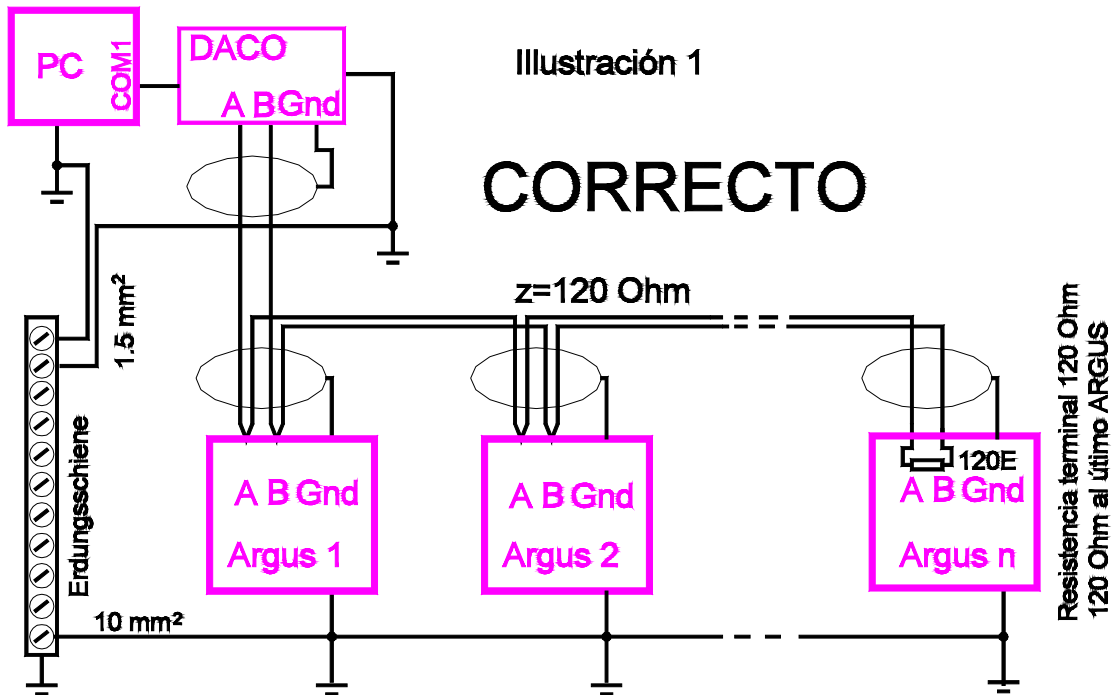 PC
COM1
DACO
A B Gnd
Illustración 1
CORRECTO
z=120 Ohm
1.5 mm²
Erdungsschiene
10 mm²
A B Gnd
Argus 1
A B Gnd
Argus 2
120E
A B Gnd
Argus n
Resistencia terminal 120 Ohm
120 Ohm al útimo ARGUS